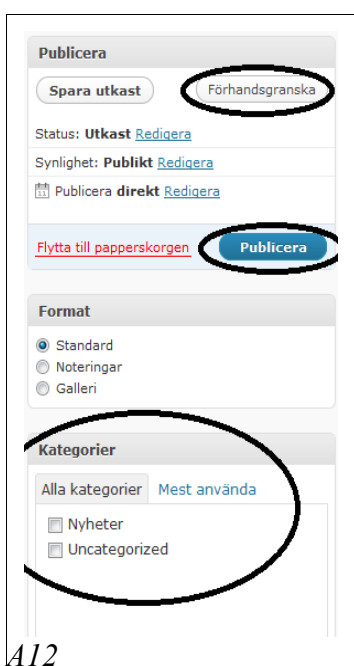 Publicera
Spara utkast Förhandsgranska
Status: Utkast Redigera
Synlighet: Publikt Redigera
11 Publicera direkt Redigera
Flytta till papperskorgen Publicera
Format
Standard
Noteringar
Galleri
Kategorier
Alla kategorier Mest använda
Nyheter
Uncategorized
A12